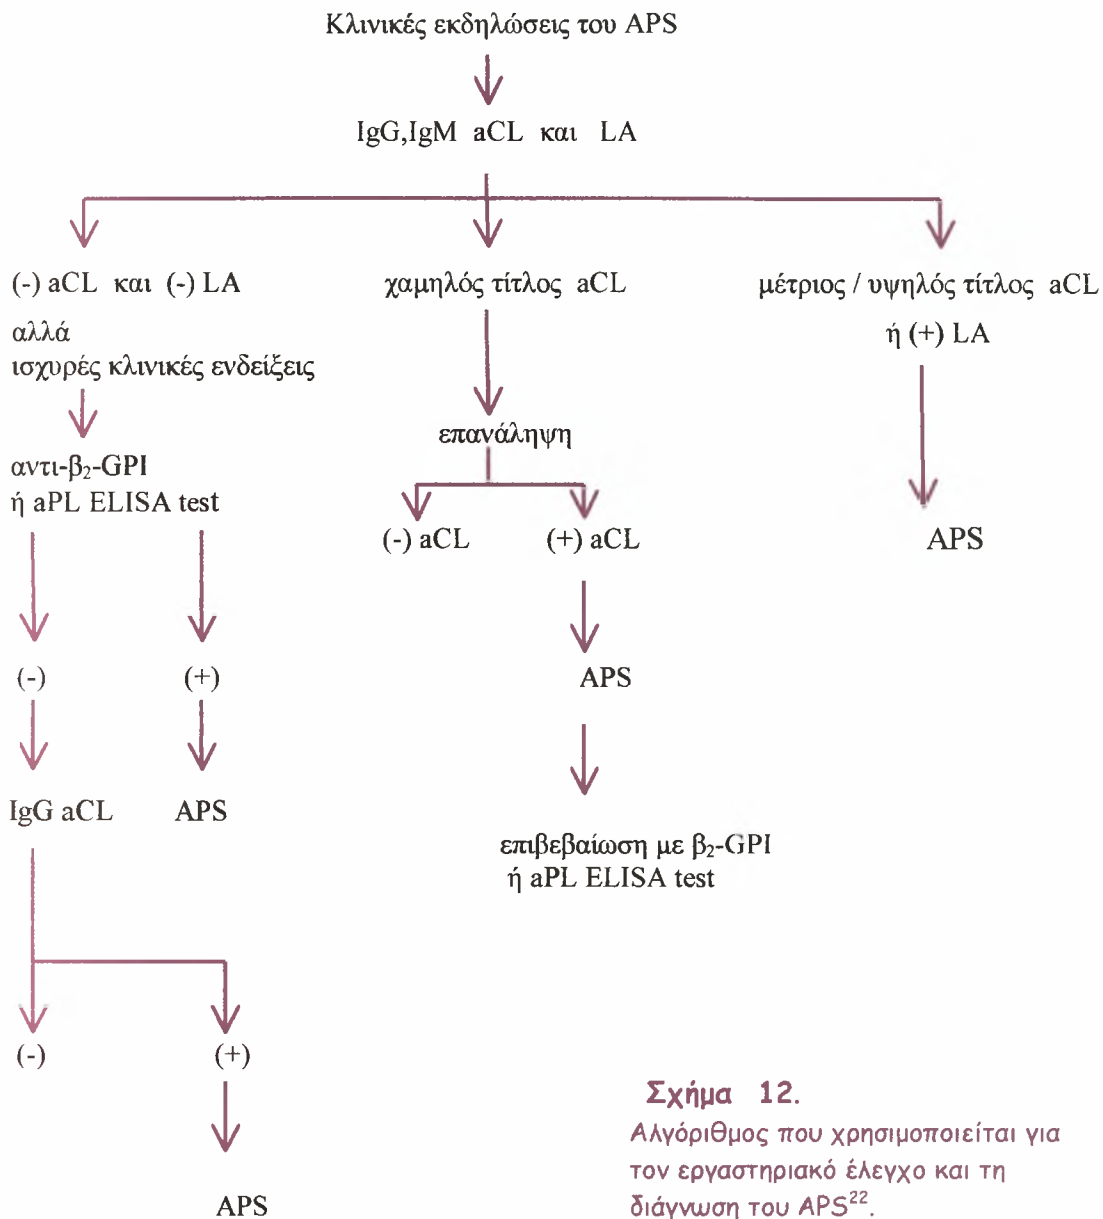 Κλινικές εκδηλώσεις του APS
IgG,IgM aCL και LA
(-) aCL και (-) LA
αλλά
ισχυρές κλινικές ενδείξεις
χαμηλός τίτλος aCL
μέτριος / υψηλός τίτλος aCL
ή (+) LA
αντι-β₂-GPI
ή aPL ELISA test
επανάληψη
(-) aCL
(+) aCL
APS
(-)
(+)
APS
IgG aCL
APS
επιβεβαίωση με β₂-GPI
ή aPL ELISA test
(-)
(+)
APS
Σχήμα 12.
Αλγόριθμος που χρησιμοποιείται για
τον εργαστηριακό έλεγχο και τη
διάγνωση του APS²².